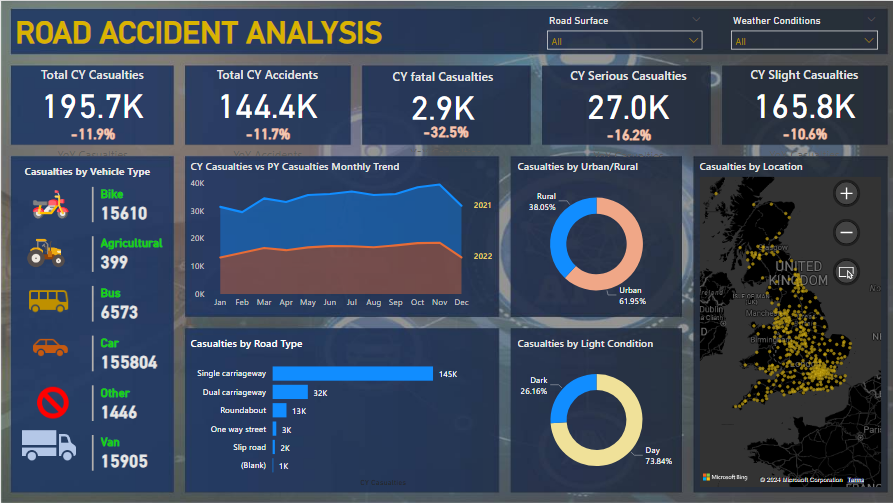 ROAD ACCIDENT ANALYSIS
Road Surface
All
Weather Conditions
All
Total CY Casualties
195.7K
-11.9%
Total CY Accidents
144.4K
-11.7%
CY fatal Casualties
2.9K
-32.5%
CY Serious Casualties
27.0K
-16.2%
CY Slight Casualties
165.8K
-10.6%
Casualties by Vehicle Type
Bike
15610
Agricultural
399
Bus
6573
Car
155804
Other
1446
Van
15905
CY Casualties vs PY Casualties Monthly Trend
40K
30K
20K
10K
0K
2021
2022
Jan Feb Mar Apr May Jun Jul Aug Sep Oct Nov Dec
Casualties by Road Type
Single carriageway 145K
Dual carriageway 32K
Roundabout 13K
One way street 3K
Slip road 2K
(Blank) 1K
CY Casualties
Casualties by Urban/Rural
Rural
38.05%
Urban
61.95%
Casualties by Light Condition
Dark
26.16%
Day
73.84%
Casualties by Location
+
−
Glasgow
UNITED
KINGDOM
ISLE OF MAN
Dublin
D
Paris
Microsoft Bing
© 2024 Microsoft Corporation Terms